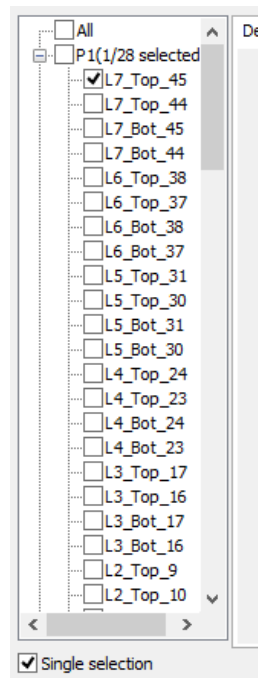 All
De
P1(1/28 selected
L7_Top_45
L7_Top_44
L7_Bot_45
L7_Bot_44
L6_Top_38
L6_Top_37
L6_Bot_38
L6_Bot_37
L5_Top_31
L5_Top_30
L5_Bot_31
L5_Bot_30
L4_Top_24
L4_Top_23
L4_Bot_24
L4_Bot_23
L3_Top_17
L3_Top_16
L3_Bot_17
L3_Bot_16
L2_Top_9
L2_Top_10
Single selection